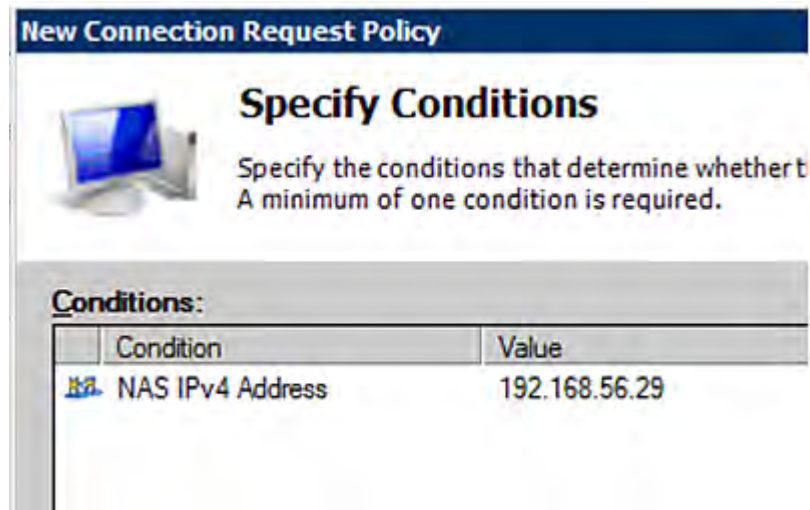 New Connection Request Policy
Specify Conditions
Specify the conditions that determine whether
A minimum of one condition is required.
Conditions:
Condition Value
NAS IPv4 Address 192.168.56.29